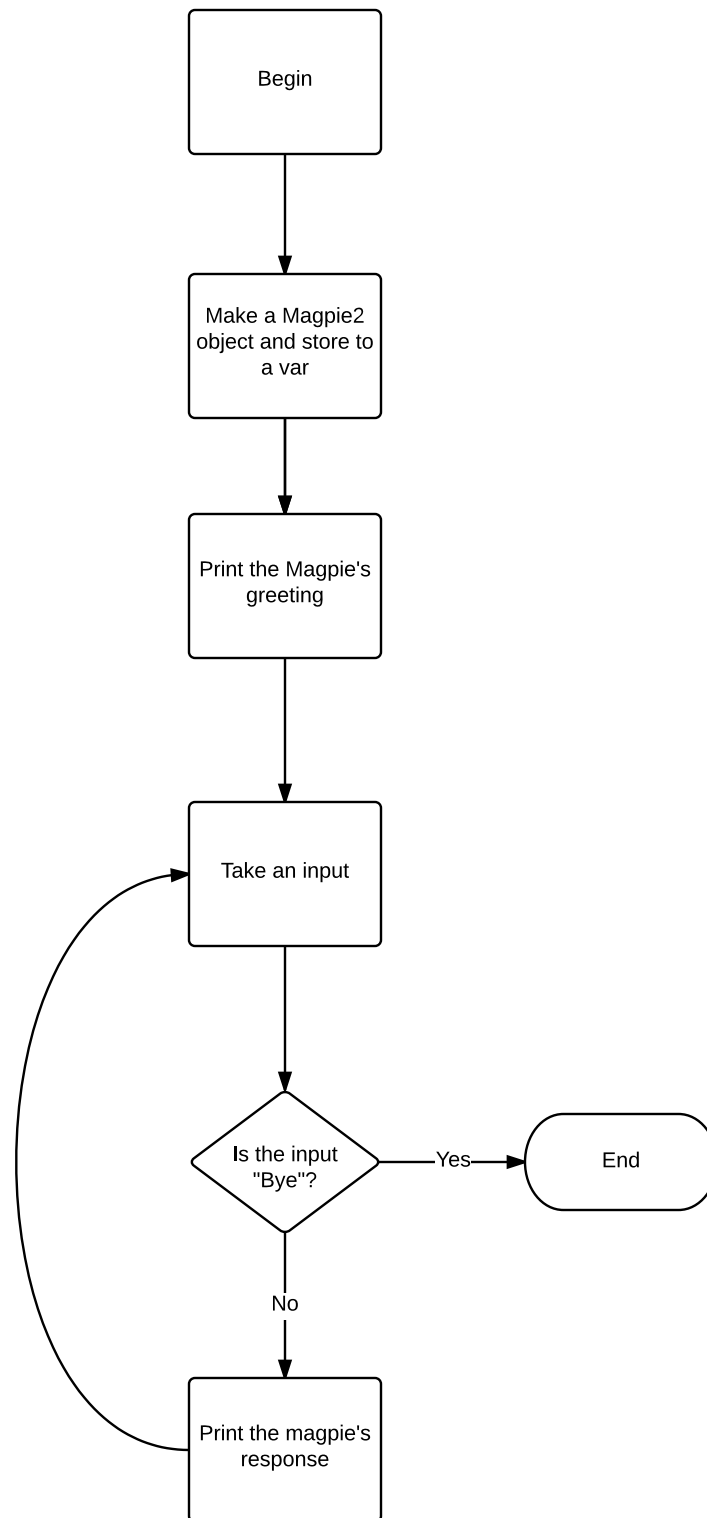 Begin
Make a Magpie2
object and store to
a var
Print the Magpie's
greeting
Take an input
Is the input
"Bye"?
Yes
End
No
Print the magpie's
response